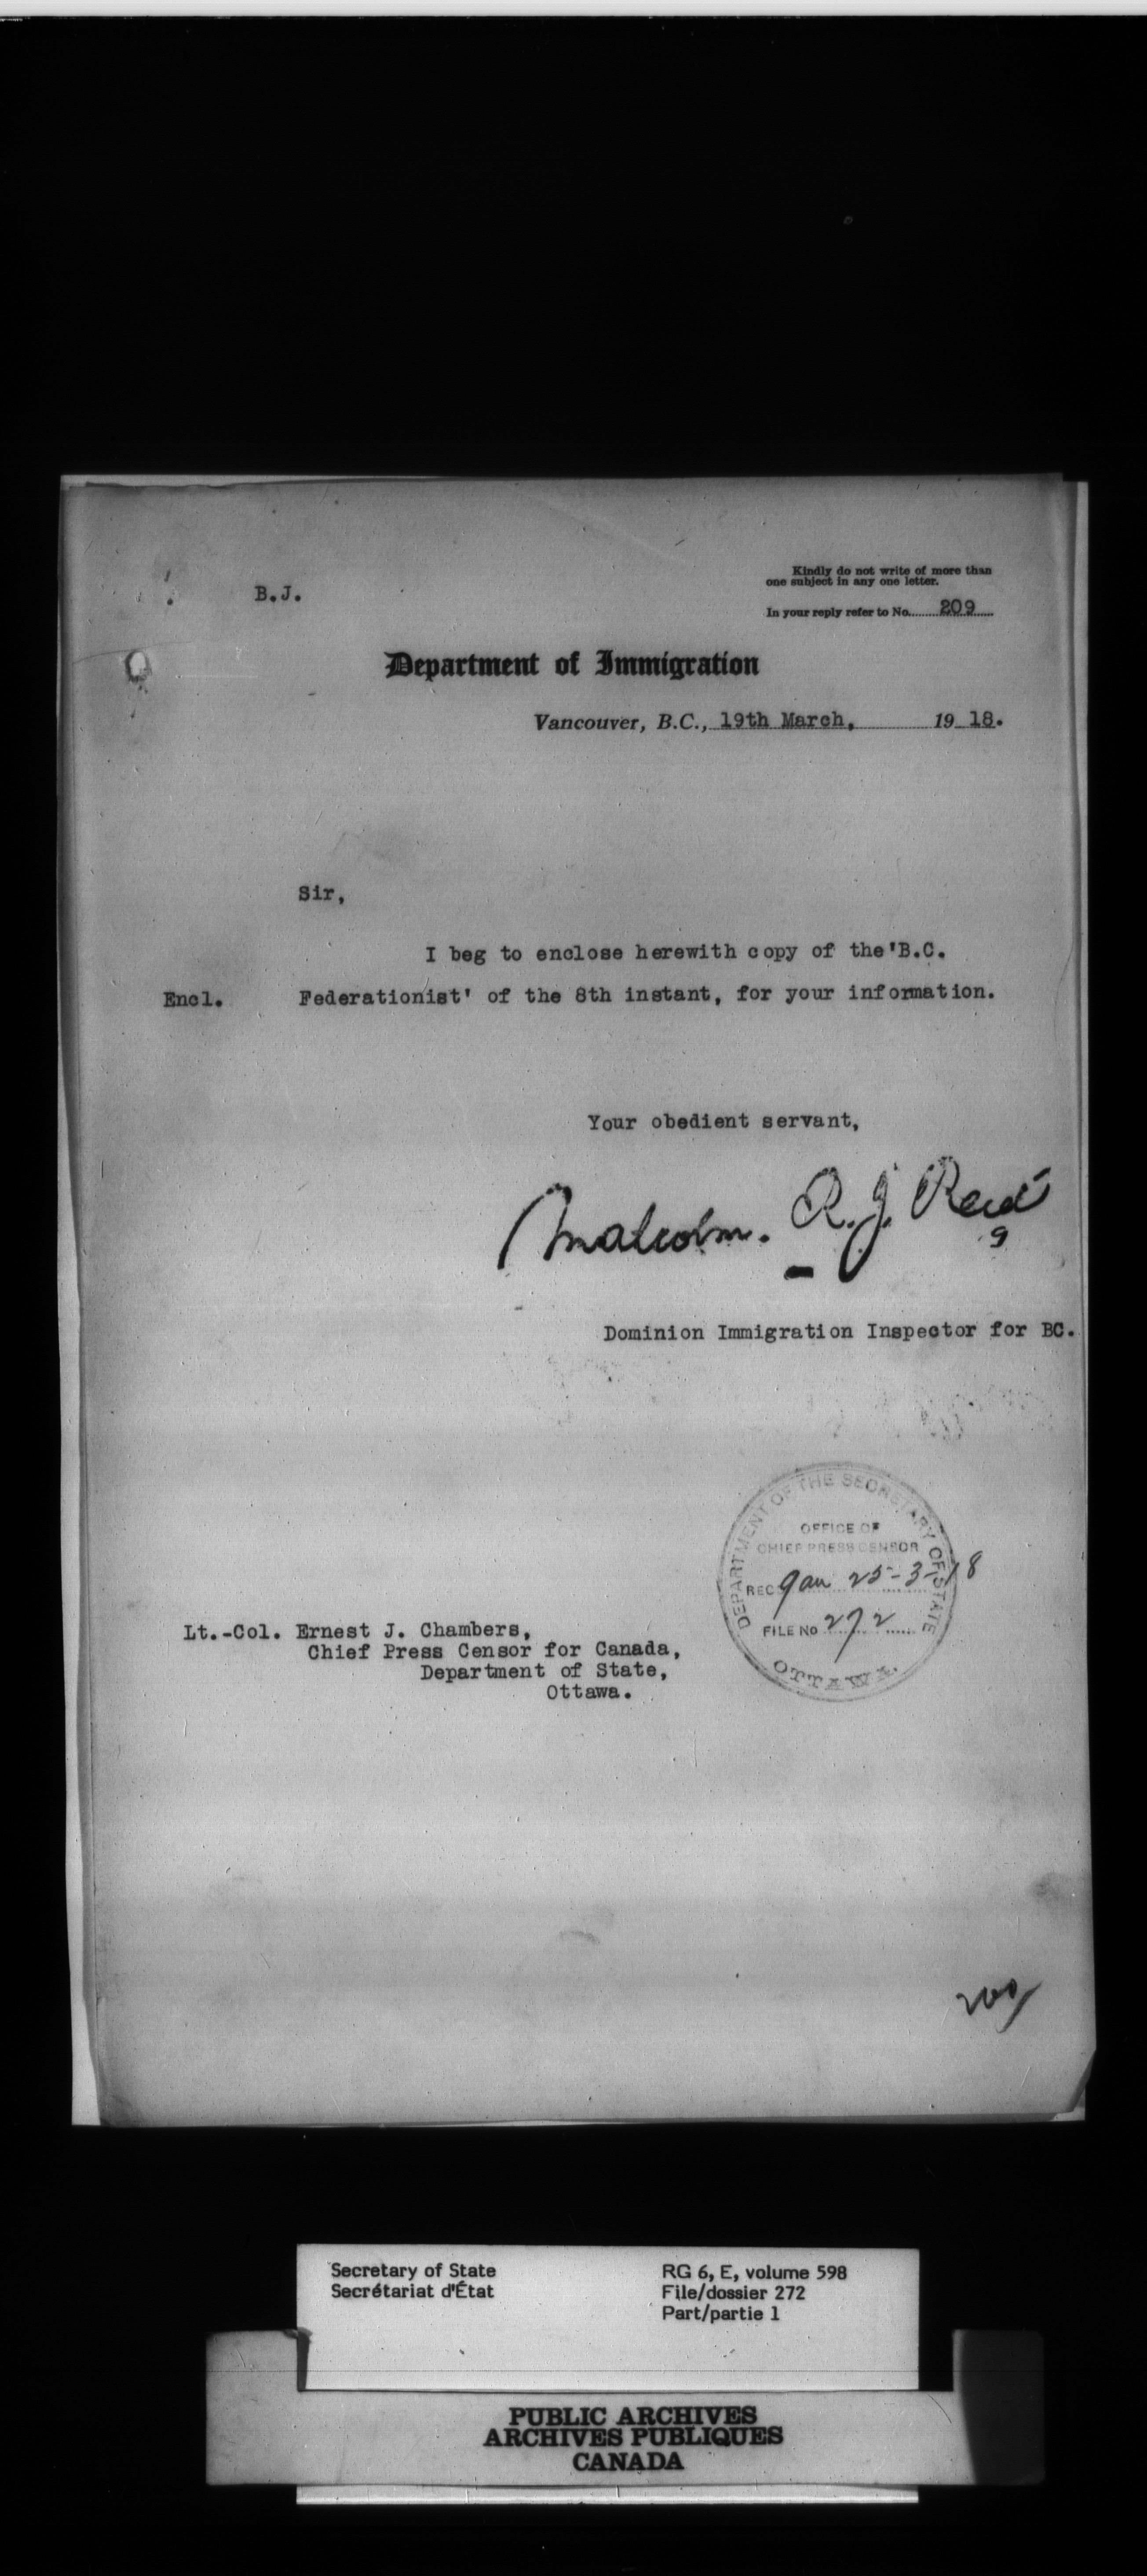 B.J.
Kindly do not write of more than
one subject in any one letter.
In your reply refer to No. 209
Department of Immigration
Vancouver, B.C., 19th March, 1918.
Sir,
I beg to enclose herewith copy of the 'B.C.
Encl. Federationist' of the 8th instant, for your information.
Your obedient servant,
Malcolm. R. J. Reid
Dominion Immigration Inspector for BC.
DEPARTMENT OF THE SECRETARY OF STATE
OFFICE OF
CHIEF PRESS CENSOR
REC 25-3-18
FILE NO 272
OTTAWA.
Lt.-Col. Ernest J. Chambers,
Chief Press Censor for Canada,
Department of State,
Ottawa.
Secretary of State
Secrétariat d'État
RG 6, E, volume 598
File/dossier 272
Part/partie 1
PUBLIC ARCHIVES
ARCHIVES PUBLIQUES
CANADA